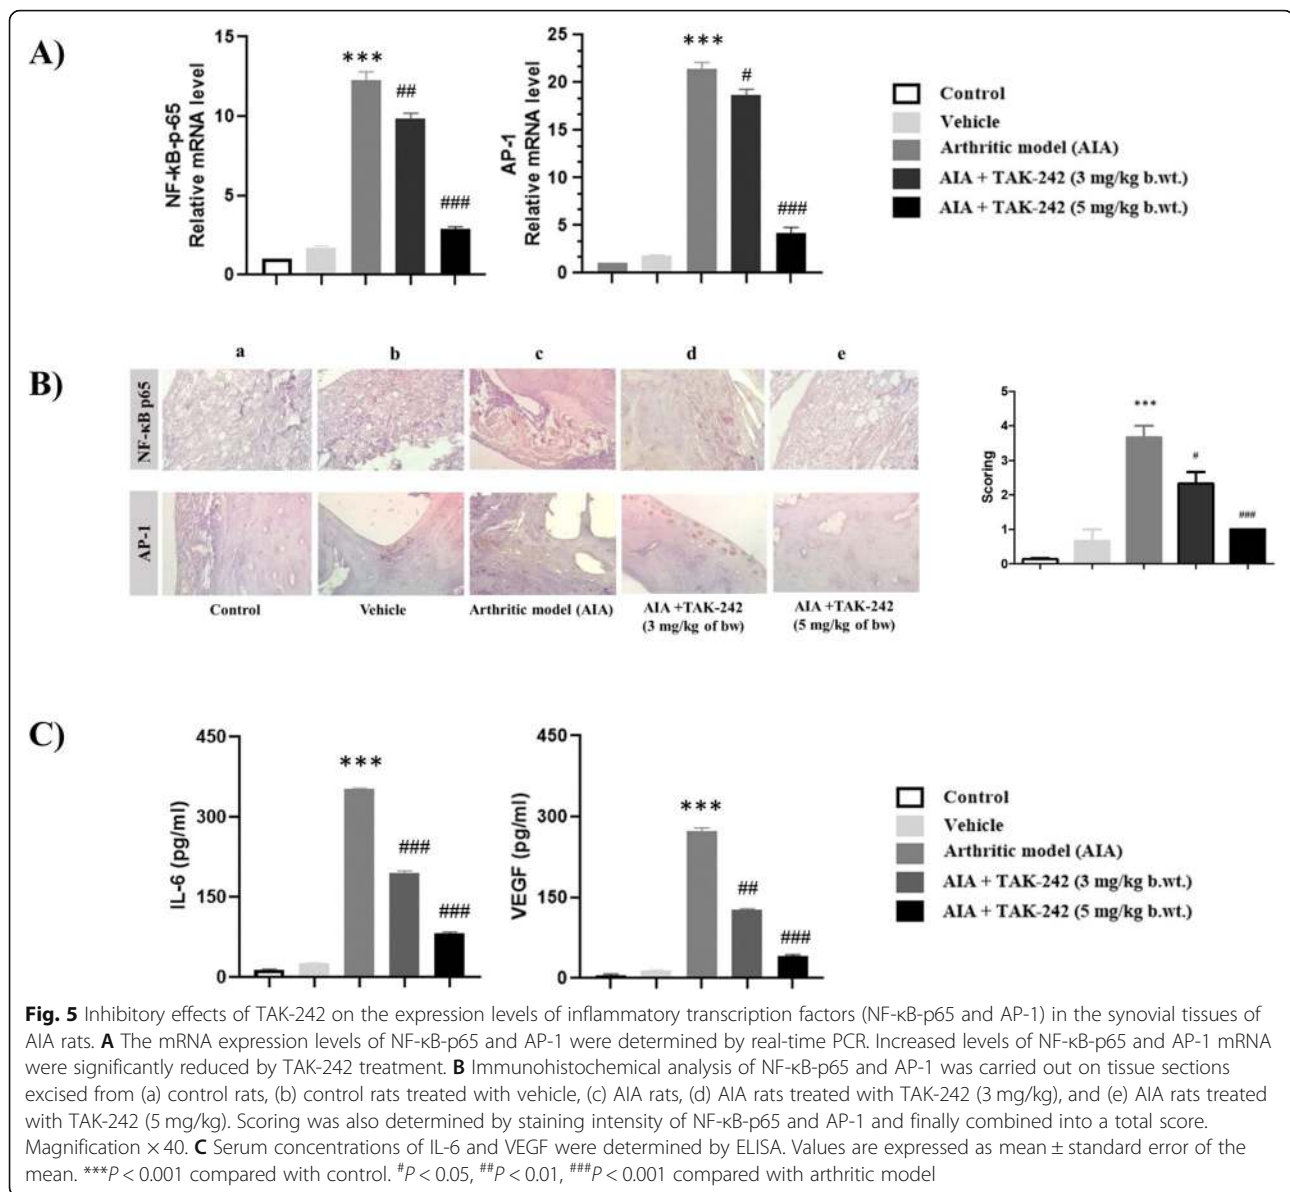 A)
NF-kB-p-65
Relative mRNA level
15
10
5
0
***
##
###
AP-1
Relative mRNA level
25
20
15
10
5
0
***
#
###
Control
Vehicle
Arthritic model (AIA)
AIA + TAK-242 (3 mg/kg b.wt.)
AIA + TAK-242 (5 mg/kg b.wt.)
B)
a b c d e
NF-κB p65
AP-1
Control
Vehicle
Arthritic model (AIA)
AIA +TAK-242
(3 mg/kg of bw)
AIA +TAK-242
(5 mg/kg of bw)
Scoring
5
4
3
2
1
0
***
#
###
C)
IL-6 (pg/ml)
450
300
150
0
***
###
###
VEGF (pg/ml)
450
300
150
0
***
##
###
Control
Vehicle
Arthritic model (AIA)
AIA + TAK-242 (3 mg/kg b.wt.)
AIA + TAK-242 (5 mg/kg b.wt.)
Fig. 5 Inhibitory effects of TAK-242 on the expression levels of inflammatory transcription factors (NF-κB-p65 and AP-1) in the synovial tissues of
AIA rats. A The mRNA expression levels of NF-κB-p65 and AP-1 were determined by real-time PCR. Increased levels of NF-κB-p65 and AP-1 mRNA
were significantly reduced by TAK-242 treatment. B Immunohistochemical analysis of NF-κB-p65 and AP-1 was carried out on tissue sections
excised from (a) control rats, (b) control rats treated with vehicle, (c) AIA rats, (d) AIA rats treated with TAK-242 (3 mg/kg), and (e) AIA rats treated
with TAK-242 (5 mg/kg). Scoring was also determined by staining intensity of NF-κB-p65 and AP-1 and finally combined into a total score.
Magnification × 40. C Serum concentrations of IL-6 and VEGF were determined by ELISA. Values are expressed as mean ± standard error of the
mean. ***P < 0.001 compared with control. #P < 0.05, ##P < 0.01, ###P < 0.001 compared with arthritic model